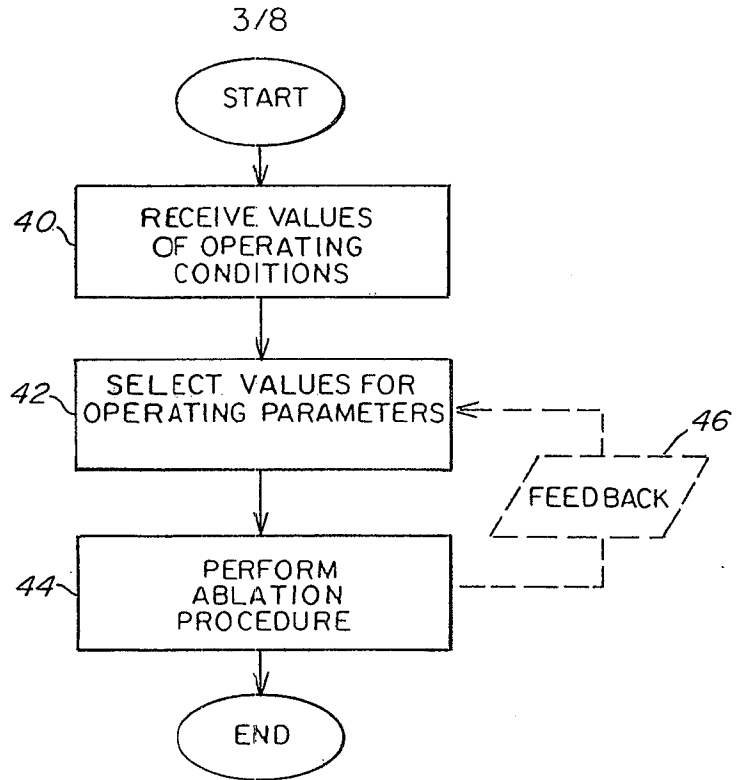 3/8
START
40
RECEIVE VALUES
OF OPERATING
CONDITIONS
42
SELECT VALUES FOR
OPERATING PARAMETERS
46
FEEDBACK
44
PERFORM
ABLATION
PROCEDURE
END